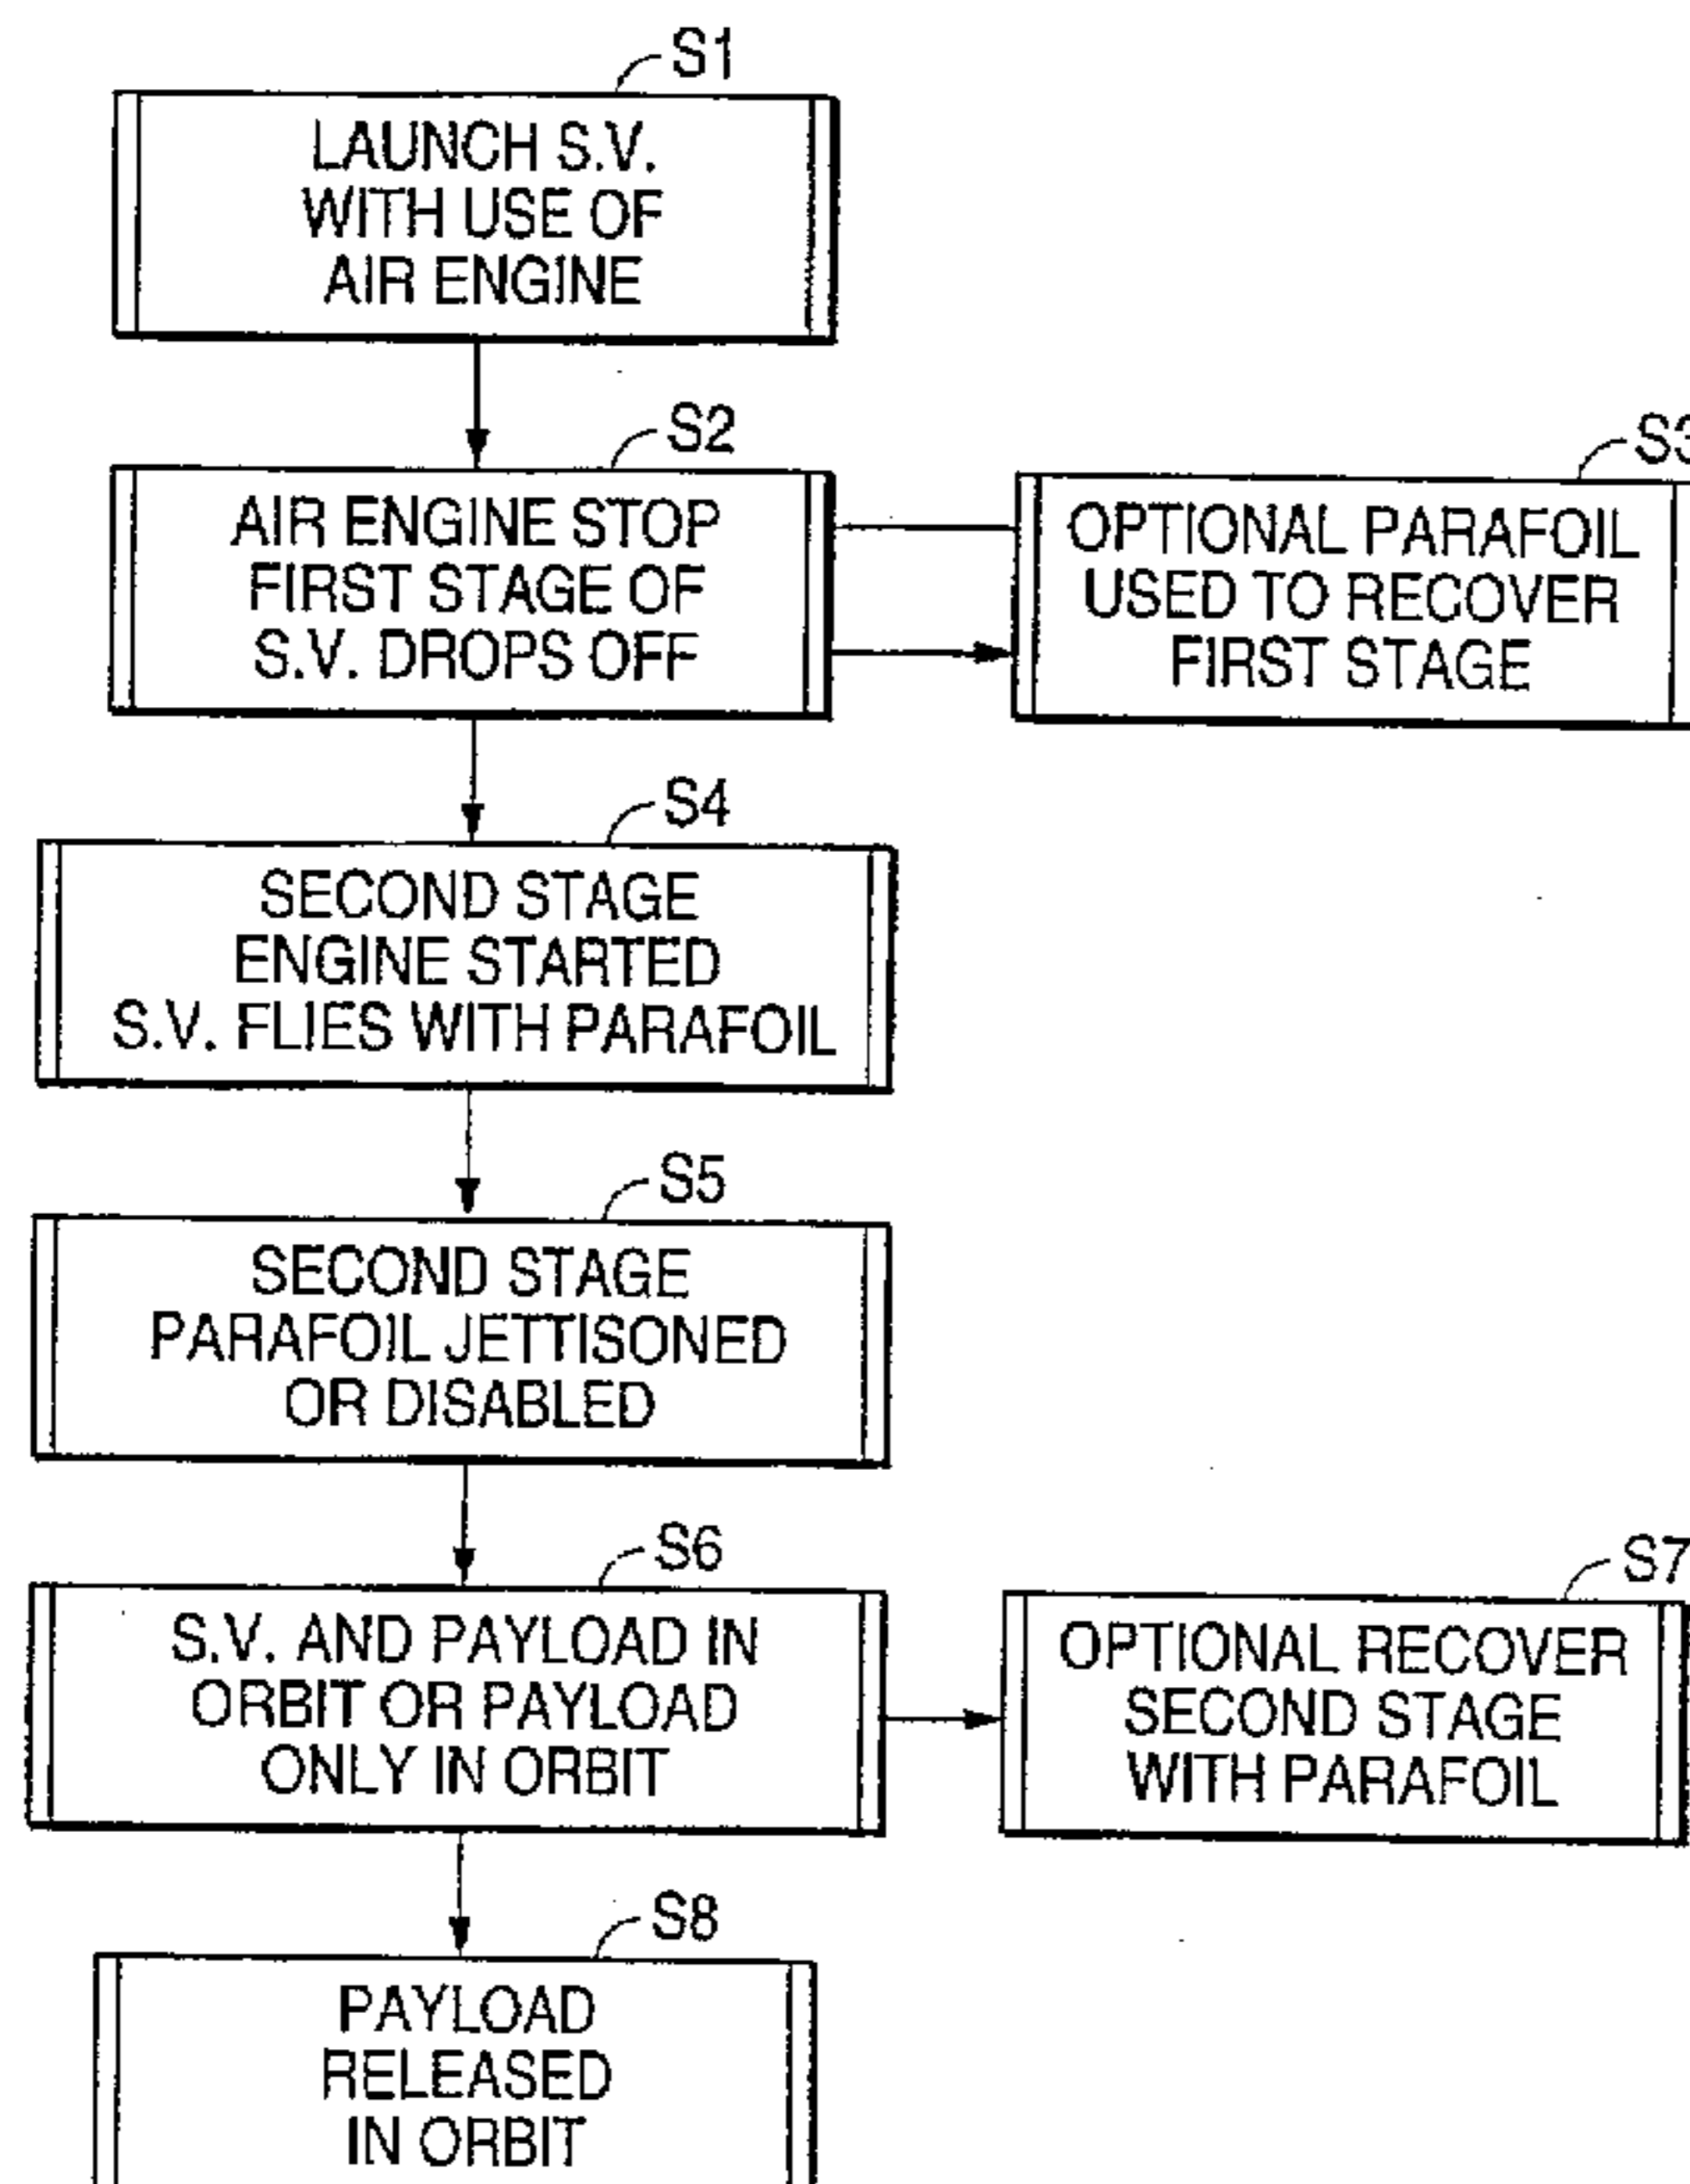 S1
LAUNCH S.V.
WITH USE OF
AIR ENGINE
S2
AIR ENGINE STOP
FIRST STAGE OF
S.V. DROPS OFF
S3
OPTIONAL PARAFOIL
USED TO RECOVER
FIRST STAGE
S4
SECOND STAGE
ENGINE STARTED
S.V. FLIES WITH PARAFOIL
S5
SECOND STAGE
PARAFOIL JETTISONED
OR DISABLED
S6
S.V. AND PAYLOAD IN
ORBIT OR PAYLOAD
ONLY IN ORBIT
S7
OPTIONAL RECOVER
SECOND STAGE
WITH PARAFOIL
S8
PAYLOAD
RELEASED
IN ORBIT